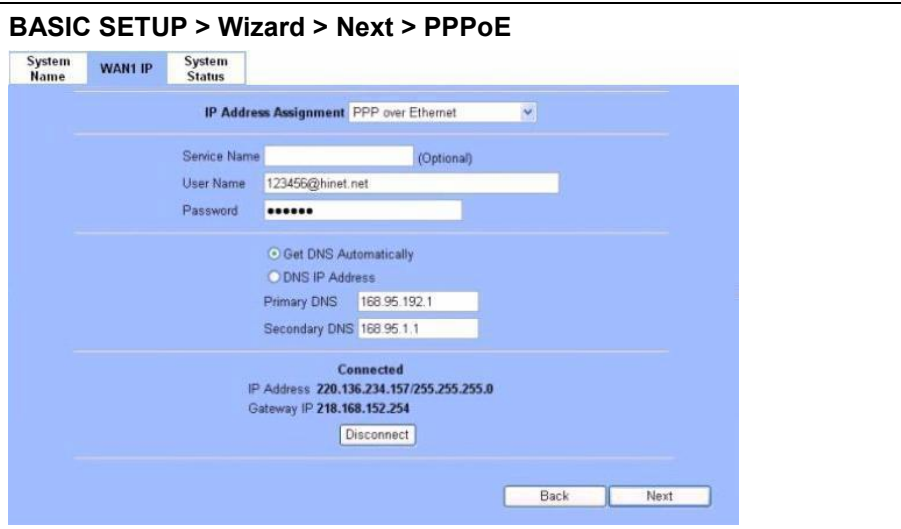 BASIC SETUP > Wizard > Next > PPPoE
System Name
WAN1 IP
System Status
IP Address Assignment PPP over Ethernet
Service Name (Optional)
User Name 123456@hinet.net
Password ●●●●●●
Get DNS Automatically
DNS IP Address
Primary DNS 168.95.192.1
Secondary DNS 168.95.1.1
Connected
IP Address 220.136.234.157/255.255.255.0
Gateway IP 218.168.152.254
Disconnect
Back Next